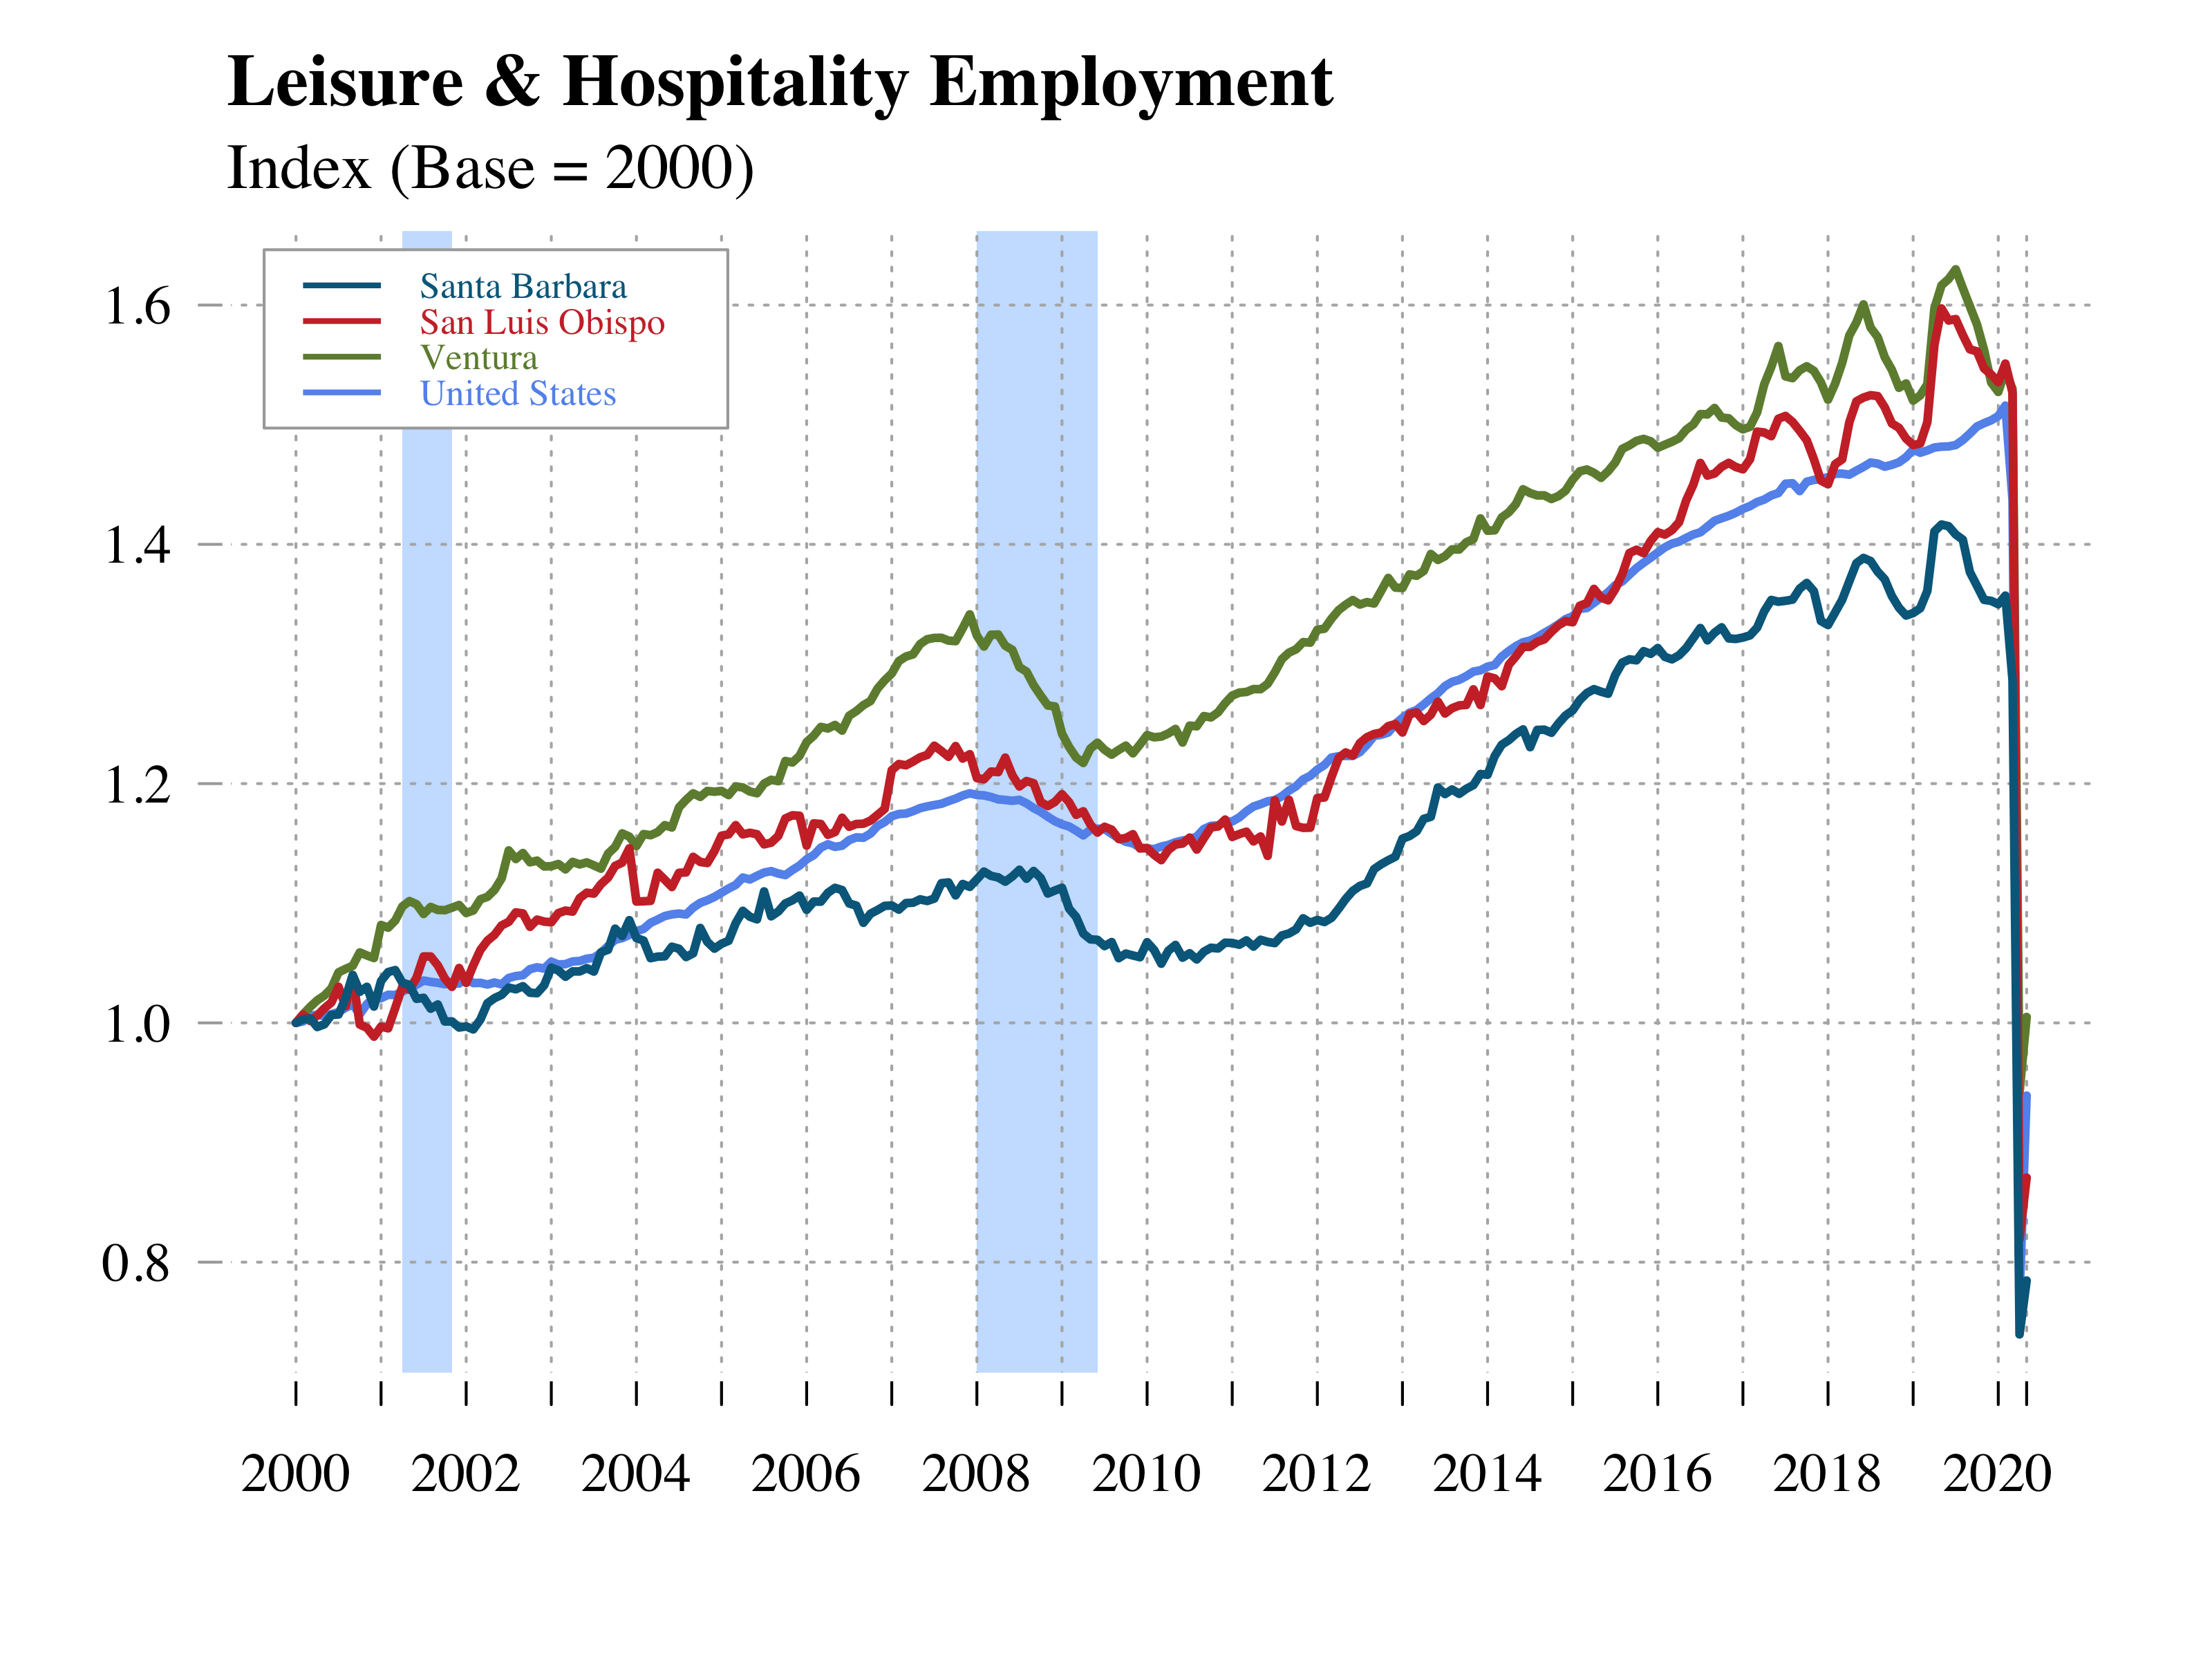 Leisure & Hospitality Employment
Index (Base = 2000)
Santa Barbara
San Luis Obispo
Ventura
United States
1.6
1.4
1.2
1.0
0.8
2000 2002 2004 2006 2008 2010 2012 2014 2016 2018 2020